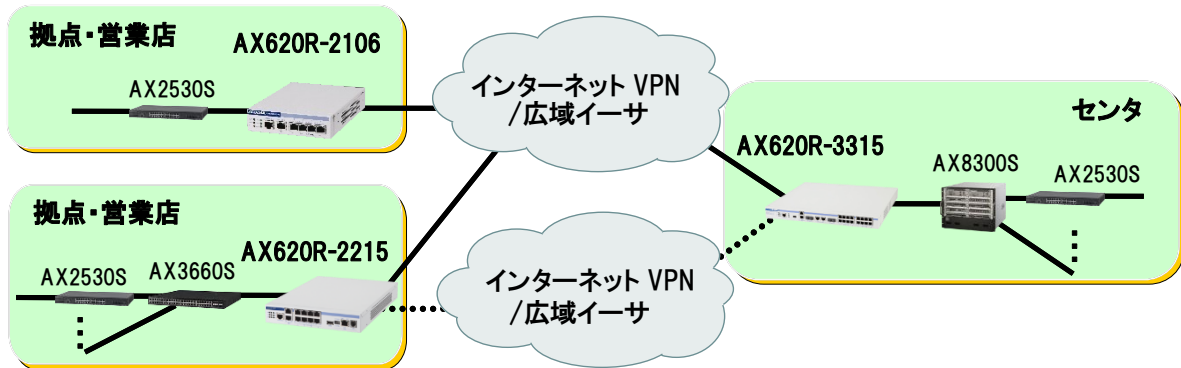 拠点・営業店
AX620R-2106
AX2530S
インターネット VPN
/広域イーサ
センタ
AX620R-3315
AX8300S
AX2530S
拠点・営業店
AX620R-2215
AX2530S
AX3660S
インターネット VPN
/広域イーサ